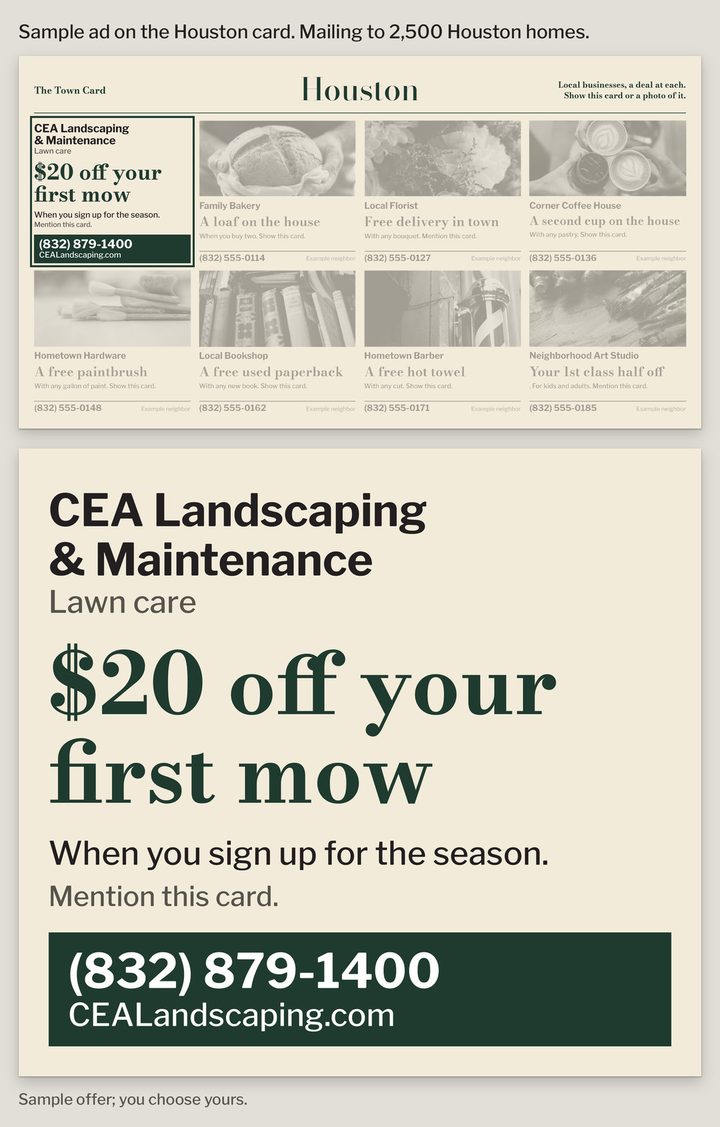 Sample ad on the Houston card. Mailing to 2,500 Houston homes.
The Town Card
Houston
Local businesses, a deal at each.
Show this card or a photo of it.
CEA Landscaping
& Maintenance
Lawn care
$20 off your
first mow
When you sign up for the season.
Mention this card.
(832) 879-1400
CEALandscaping.com
Family Bakery
A loaf on the house
When you buy two. Show this card.
(832) 555-0114
Example neighbor
Local Florist
Free delivery in town
With any bouquet. Mention this card.
(832) 555-0127
Example neighbor
Corner Coffee House
A second cup on the house
With any pastry. Show this card.
(832) 555-0136
Example neighbor
Hometown Hardware
A free paintbrush
With any gallon of paint. Show this card.
(832) 555-0148
Example neighbor
Local Bookshop
A free used paperback
With any new book. Show this card.
(832) 555-0162
Example neighbor
Hometown Barber
A free hot towel
With any cut. Show this card.
(832) 555-0171
Example neighbor
Neighborhood Art Studio
Your 1st class half off
For kids and adults. Mention this card.
(832) 555-0185
Example neighbor
CEA Landscaping
& Maintenance
Lawn care
$20 off your
first mow
When you sign up for the season.
Mention this card.
(832) 879-1400
CEALandscaping.com
Sample offer; you choose yours.